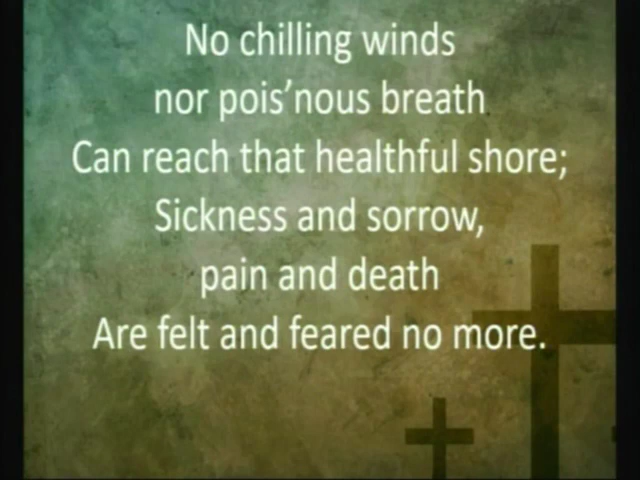 No chilling winds
nor pois’nous breath
Can reach that healthful shore;
Sickness and sorrow,
pain and death
Are felt and feared no more.